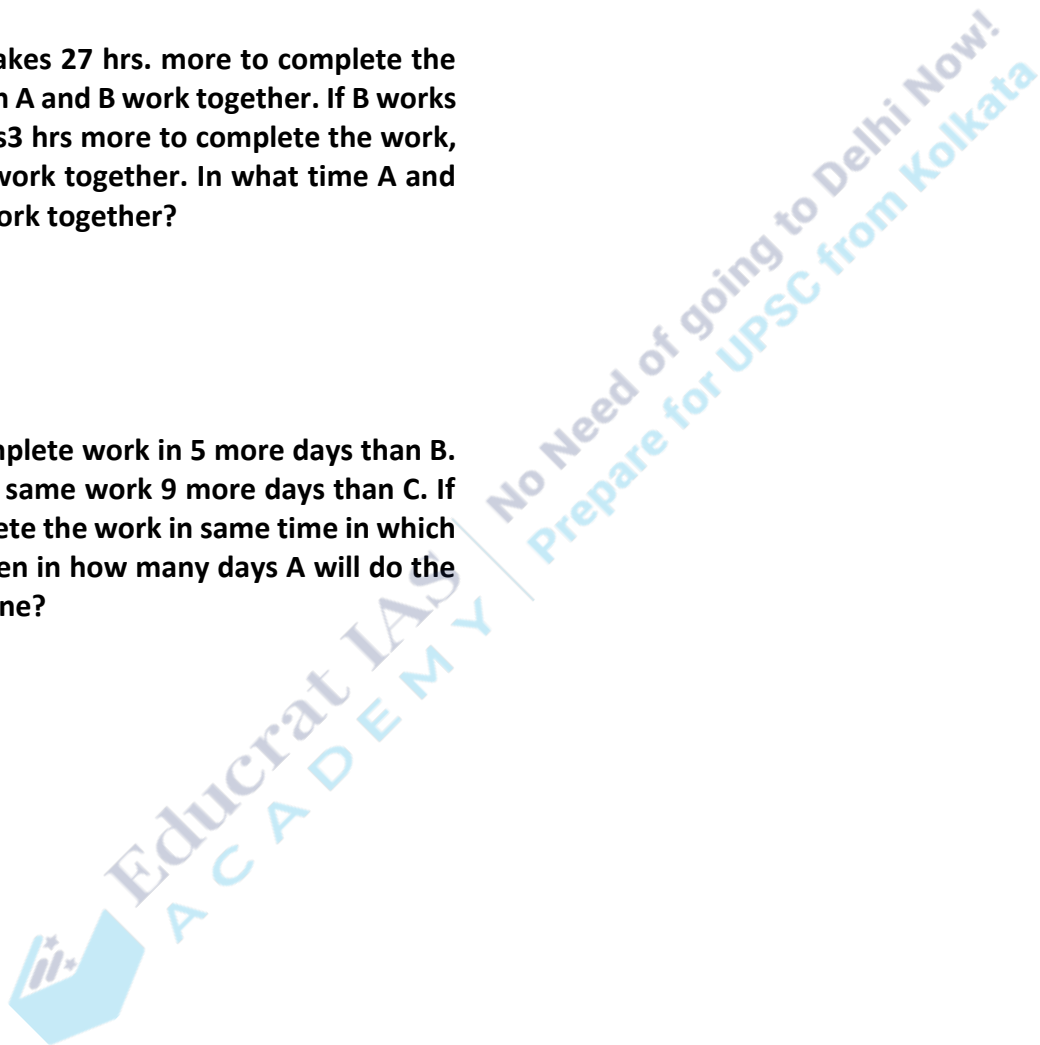 akes 27 hrs. more to complete the
n A and B work together. If B works
s3 hrs more to complete the work,
work together. In what time A and
ork together?
nplete work in 5 more days than B.
same work 9 more days than C. If
ete the work in same time in which
en in how many days A will do the
ne?
No Need of going to Delhi Now!
Prepare for UPSC from Kolkata
Educrat IAS
ACADEMY